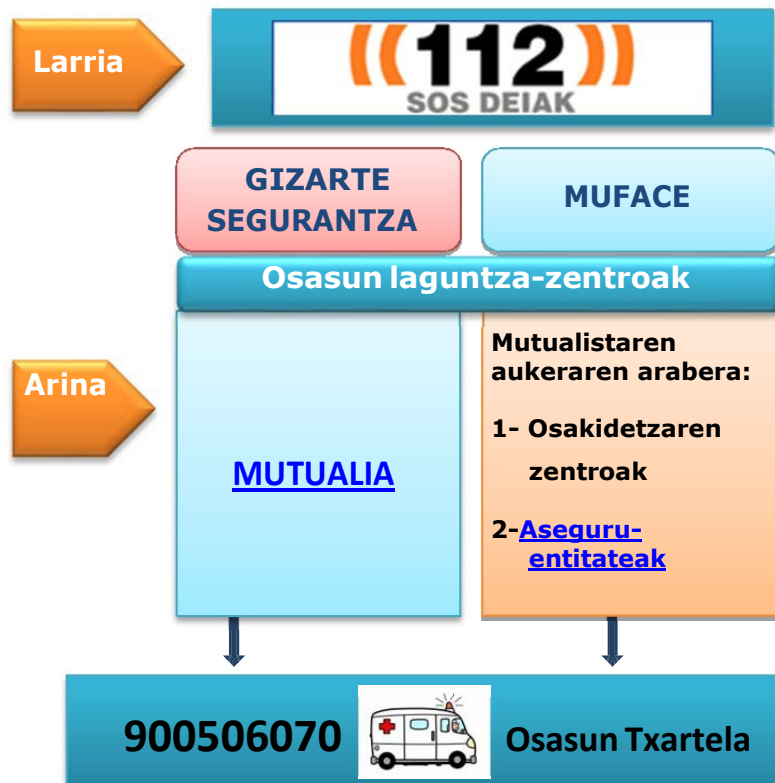 Larria
((112))
SOS DEIAK
GIZARTE
SEGURANTZA
MUFACE
Osasun laguntza-zentroak
Arina
MUTUALIA
Mutualistaren
aukeraren arabera:
1- Osakidetzaren
zentroak
2-Aseguru-
entitateak
900506070
Osasun Txartela